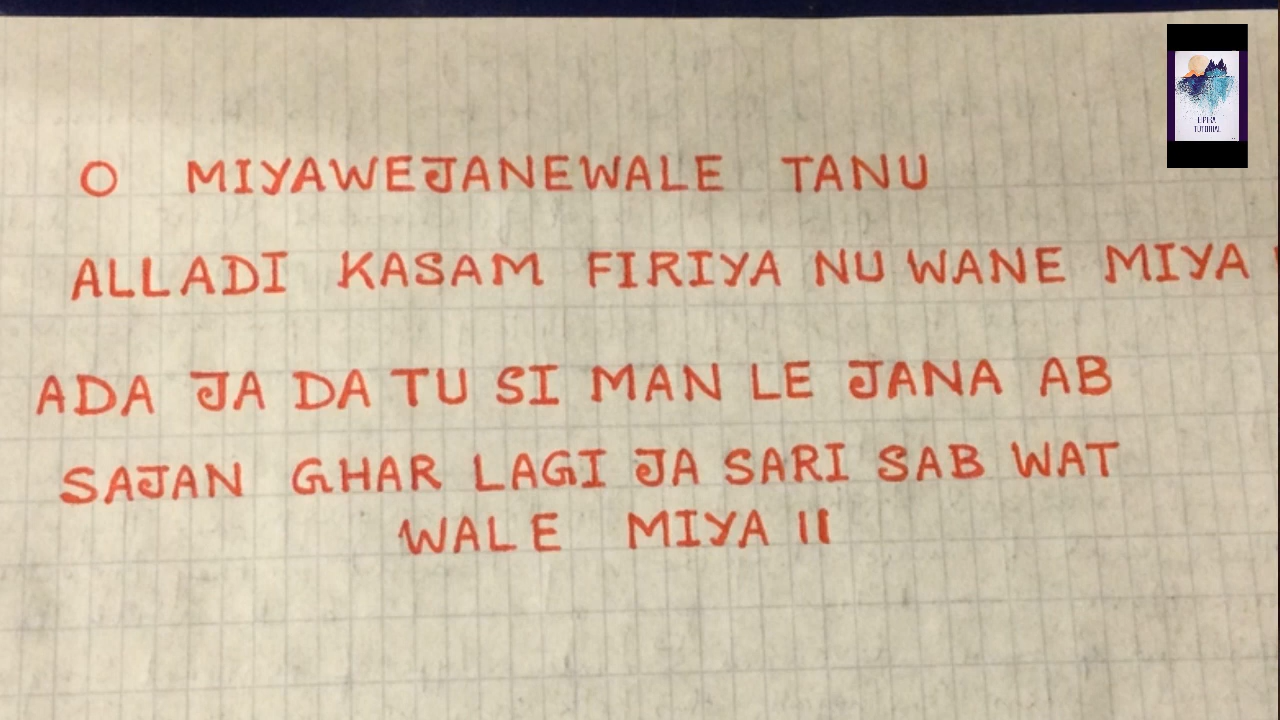 O MIYAWEJANEWALE TANU
ALLADI KASAM FIRIYA NU WANE MIYA
ADA JA DA TU SI MAN LE JANA AB
SAJAN GHAR LAGI JA SARI SAB WAT
WALE MIYA II
TUTORIAL